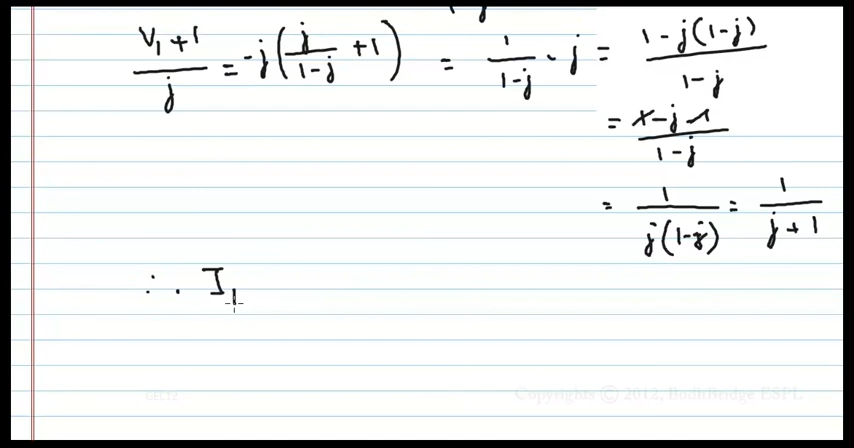 (V₁ + 1)/j = -j(j/(1-j) + 1) = 1/(1-j) - j = (1-j(1-j))/(1-j)
= (1-j-1)/(1-j)
= 1/(j(1-j)) = 1/(j+1)
∴ I₁
GEC12
Copyrights © 2012, BodhBridge ESPL